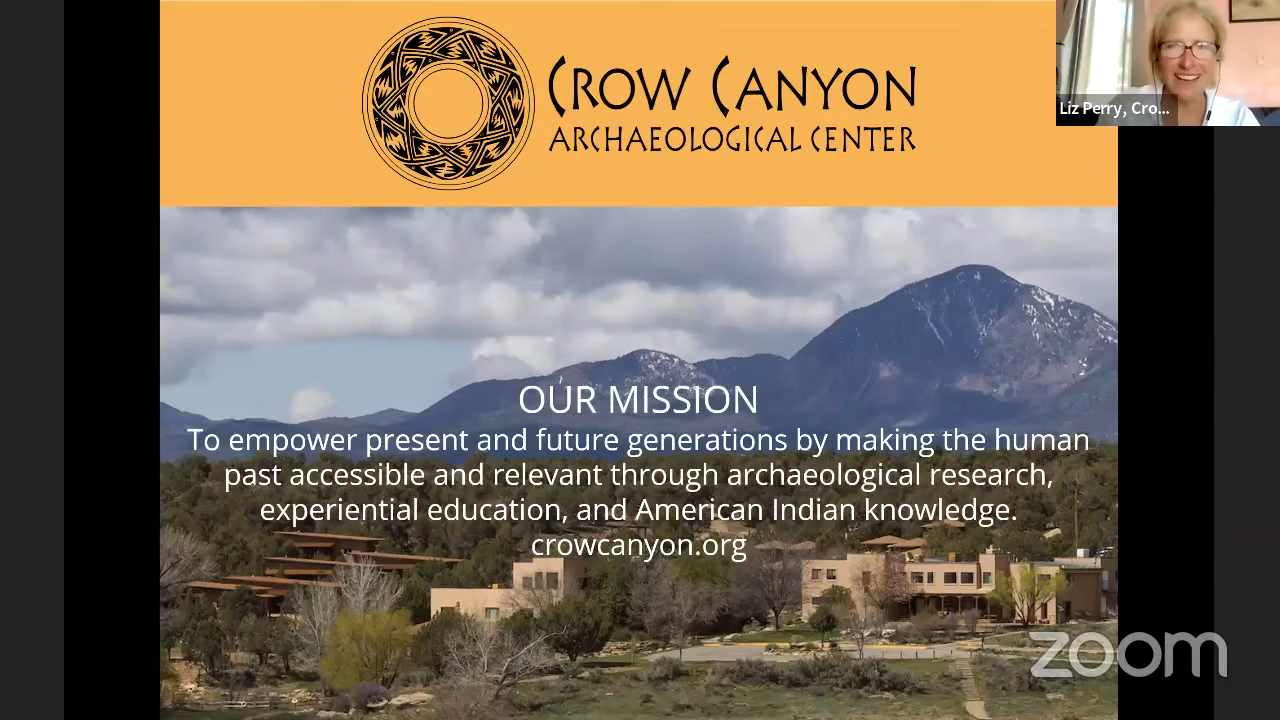 CROW CANYON
ARCHAEOLOGICAL CENTER
Liz Perry, Cro...
OUR MISSION
To empower present and future generations by making the human
past accessible and relevant through archaeological research,
experiential education, and American Indian knowledge.
crowcanyon.org
zoom